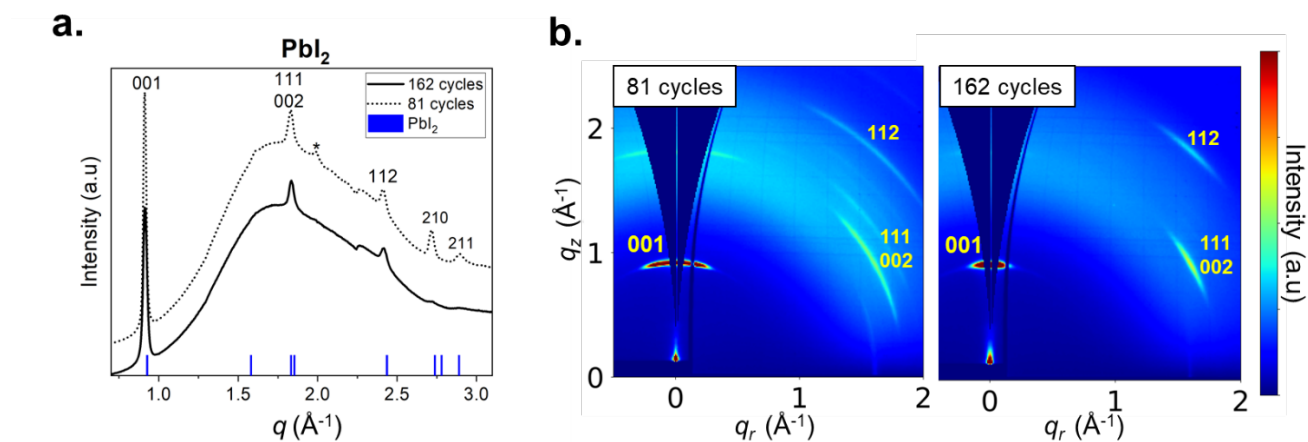 a.
PbI₂
001
111
002
*
112
210
211
162 cycles
81 cycles
PbI₂
Intensity (a.u)
1.0 1.5 2.0 2.5 3.0
q (Å⁻¹)
b.
81 cycles
112
111
002
001
2
1
0
qz (Å⁻¹)
0 1 2
qr (Å⁻¹)
162 cycles
112
111
002
001
0 1 2
qr (Å⁻¹)
Intensity (a.u)